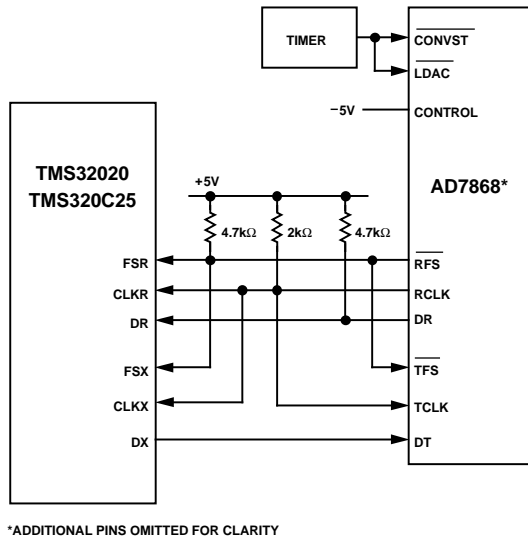 TIMER
CONVST
LDAC
−5V
CONTROL
TMS32020
TMS320C25
AD7868*
+5V
4.7kΩ
2kΩ
4.7kΩ
FSR
RFS
CLKR
RCLK
DR
DR
FSX
TFS
CLKX
TCLK
DX
DT
*ADDITIONAL PINS OMITTED FOR CLARITY